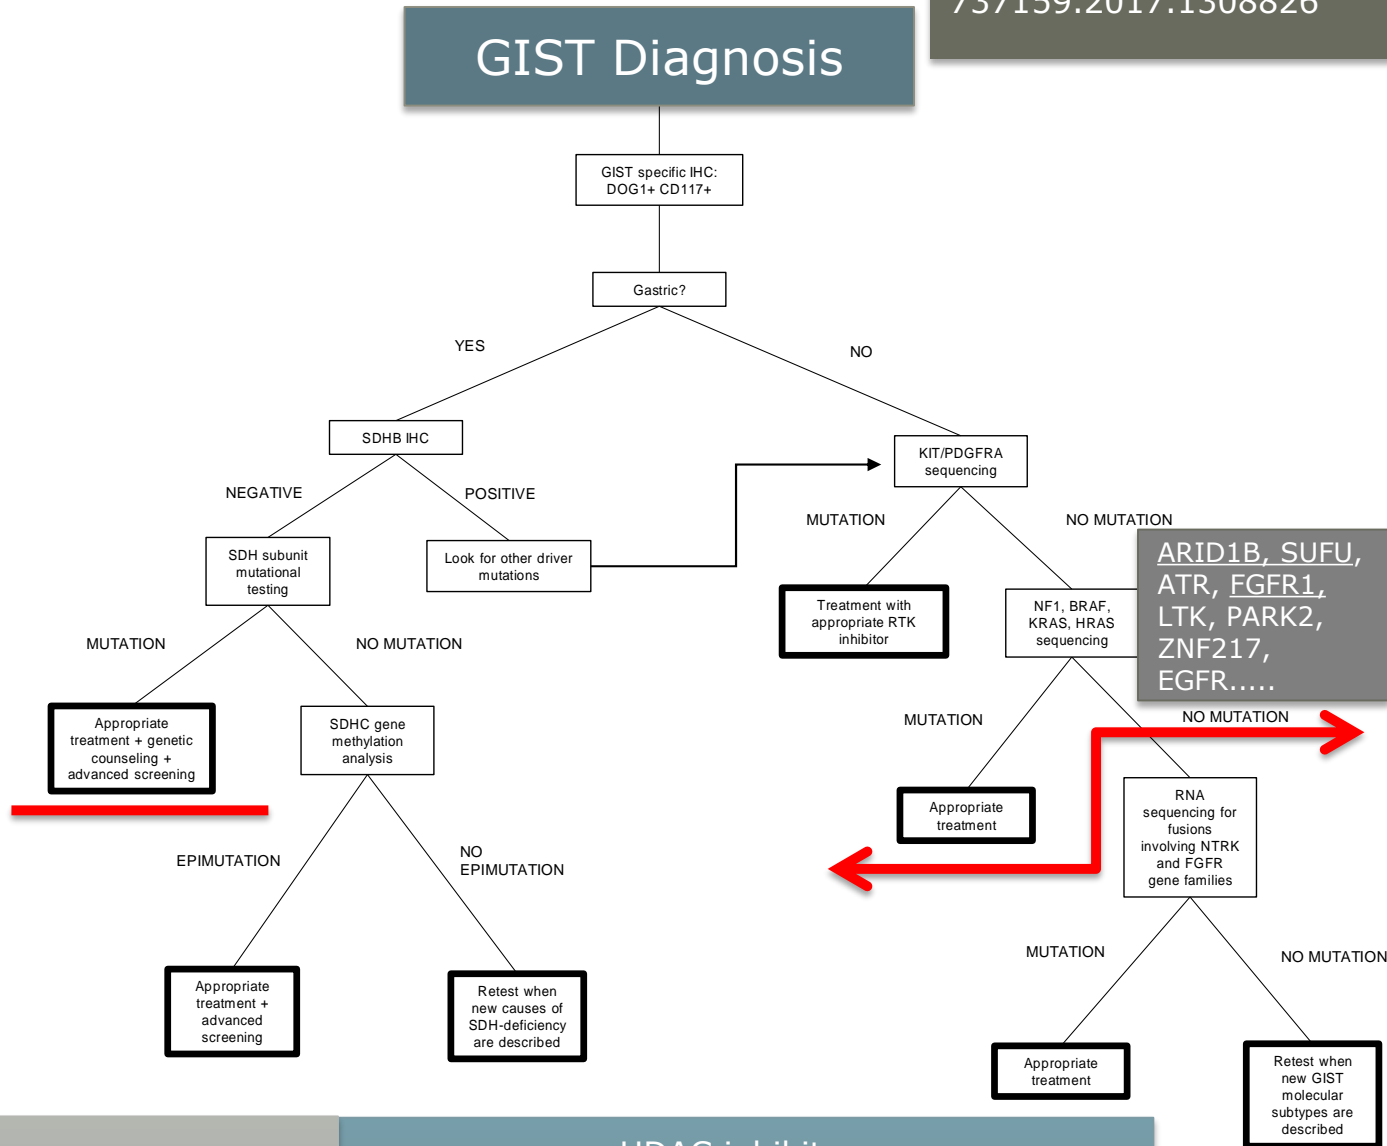 737159.2017.1308826
GIST Diagnosis
GIST specific IHC:
DOG1+ CD117+
Gastric?
YES
NO
SDHB IHC
KIT/PDGFRA
sequencing
NEGATIVE
POSITIVE
MUTATION
NO MUTATION
SDH subunit
mutational
testing
Look for other driver
mutations
ARID1B, SUFU,
ATR, FGFR1,
LTK, PARK2,
ZNF217,
EGFR.....
Treatment with
appropriate RTK
inhibitor
NF1, BRAF,
KRAS, HRAS
sequencing
MUTATION
NO MUTATION
Appropriate
treatment + genetic
counseling +
advanced screening
SDHC gene
methylation
analysis
MUTATION
NO MUTATION
Appropriate
treatment
RNA
sequencing for
fusions
involving NTRK
and FGFR
gene families
EPIMUTATION
NO
EPIMUTATION
MUTATION
NO MUTATION
Appropriate
treatment +
advanced
screening
Retest when
new causes of
SDH-deficiency
are described
Appropriate
treatment
Retest when
new GIST
molecular
subtypes are
described